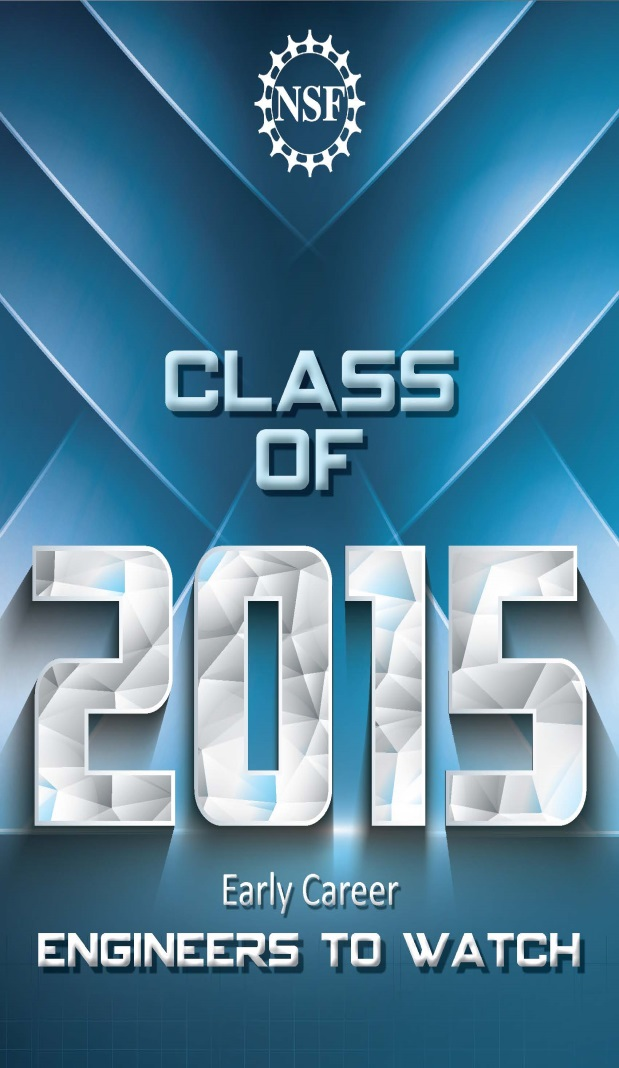 NSF
CLASS
OF
2015
Early Career
ENGINEERS TO WATCH